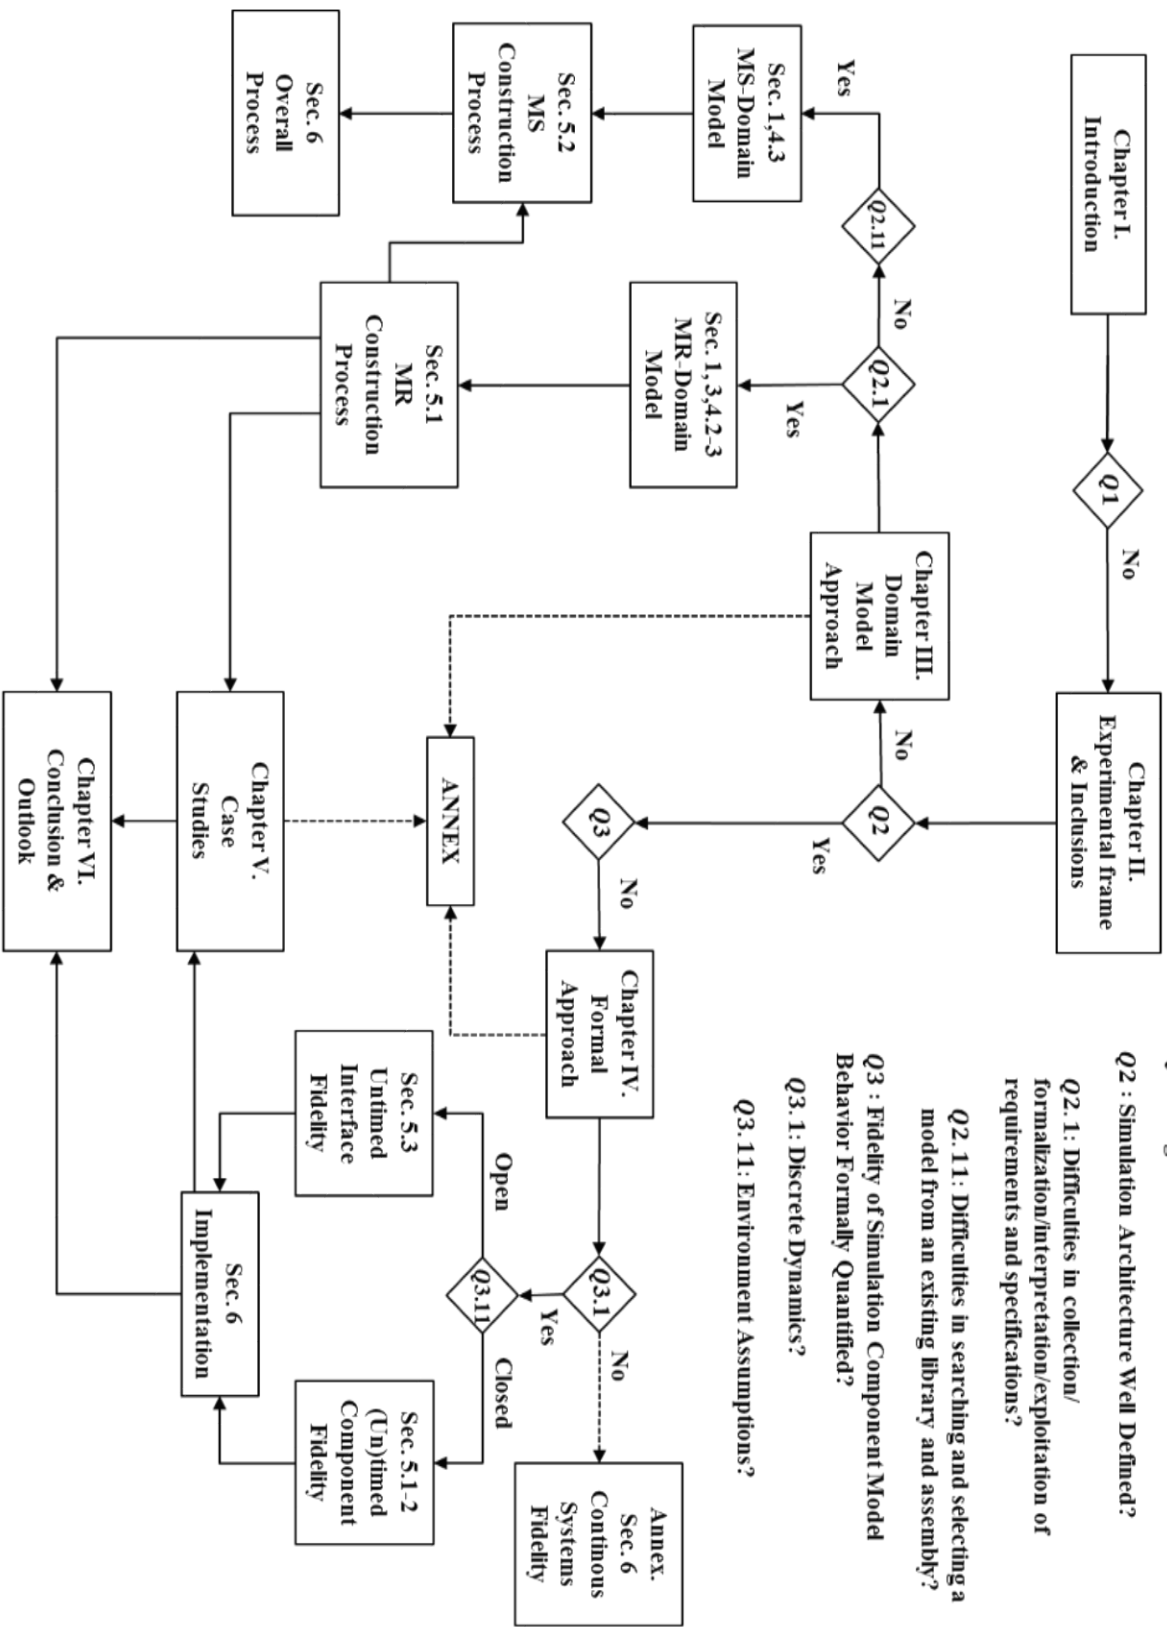 Chapter I.
Introduction
Q1
No
Chapter II.
Experimental frame
& Inclusions
Q2 : Simulation Architecture Well Defined?
Q2.1: Difficulties in collection/
formalization/interpretation/exploitation of
requirements and specifications?
Q2.11: Difficulties in searching and selecting a
model from an existing library and assembly?
Q3 : Fidelity of Simulation Component Model
Behavior Formally Quantified?
Q3.1: Discrete Dynamics?
Q3.11: Environment Assumptions?
Q2
No
Yes
Chapter III.
Domain
Model
Approach
Q2.1
No
Yes
Q2.11
Yes
Sec. 1,4.3
MS-Domain
Model
Sec. 1,3,4.2-3
MR-Domain
Model
Sec. 5.2
MS
Construction
Process
Sec. 5.1
MR
Construction
Process
Sec. 6
Overall
Process
Q3
No
Chapter IV.
Formal
Approach
Q3.1
No
Yes
Annex.
Sec. 6
Continous
Systems
Fidelity
Q3.11
Open
Closed
Sec. 5.3
Untimed
Interface
Fidelity
Sec. 5.1-2
(Un)timed
Component
Fidelity
Sec. 6
Implementation
ANNEX
Chapter V.
Case
Studies
Chapter VI.
Conclusion &
Outlook